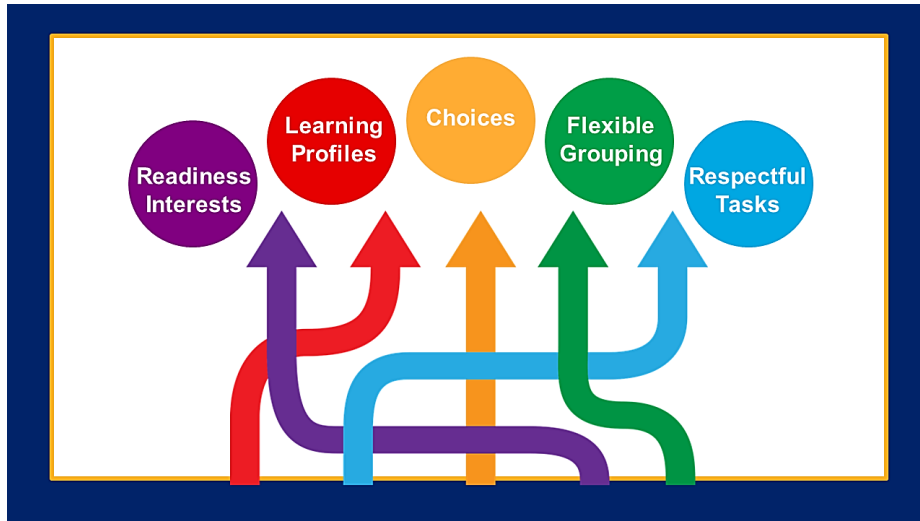 Readiness
Interests
Learning
Profiles
Choices
Flexible
Grouping
Respectful
Tasks